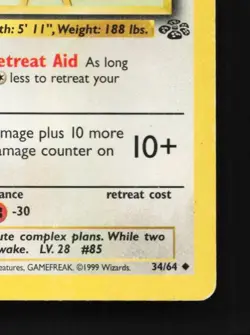 th: 5' 11", Weight: 188 lbs.
etreat Aid As long
less to retreat your
amage plus 10 more
amage counter on 10+
ance retreat cost
-30
ute complex plans. While two
wake. LV. 28 #85
eatures, GAMEFREAK. ©1999 Wizards. 34/64 ◆